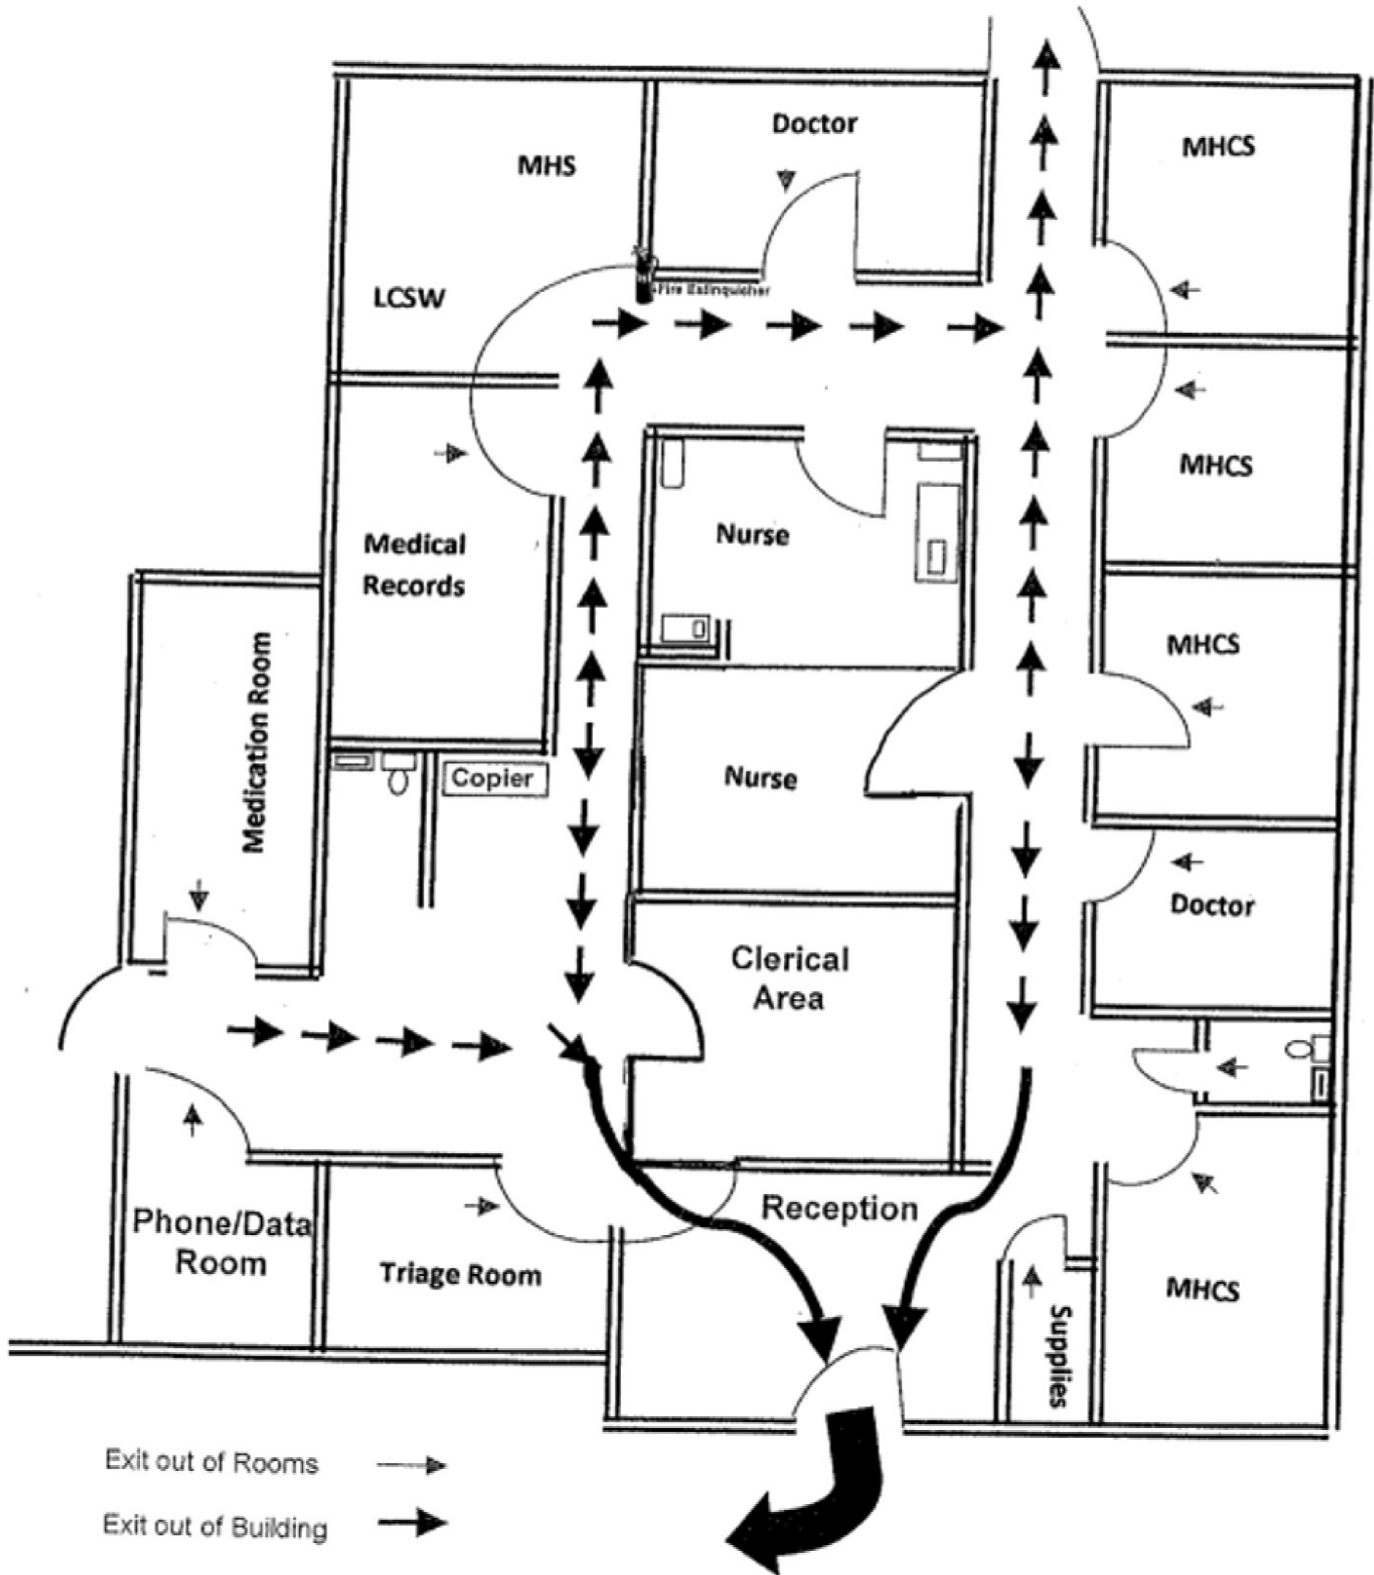 Doctor
MHCS
MHS
LCSW
Fire Extinguisher
MHCS
Nurse
Medical
Records
MHCS
Medication Room
Copier
Nurse
Doctor
Clerical
Area
Reception
Phone/Data
Room
Triage Room
MHCS
Supplies
Exit out of Rooms
Exit out of Building